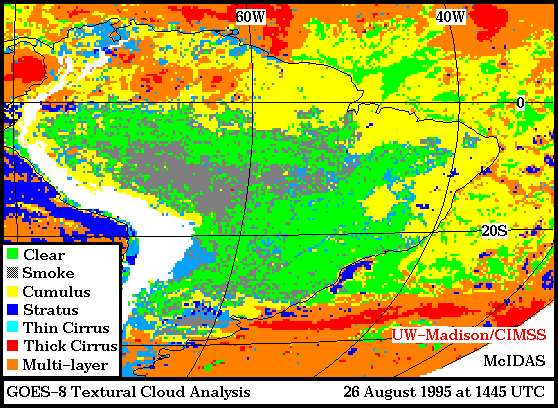 60W
40W
0
20S
Clear
Smoke
Cumulus
Stratus
Thin Cirrus
Thick Cirrus
Multi-layer
UW-Madison/CIMSS
McIDAS
GOES-8 Textural Cloud Analysis
26 August 1995 at 1445 UTC